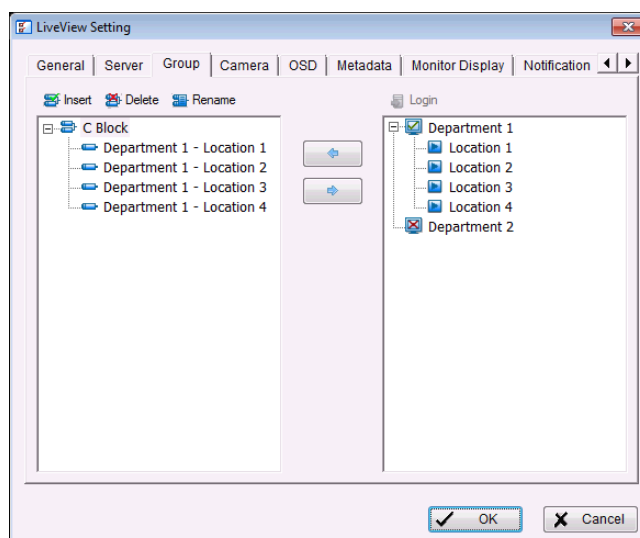 LiveView Setting
General Server Group Camera OSD Metadata Monitor Display Notification
Insert Delete Rename Login
C Block
Department 1 - Location 1
Department 1 - Location 2
Department 1 - Location 3
Department 1 - Location 4
Department 1
Location 1
Location 2
Location 3
Location 4
Department 2
OK Cancel